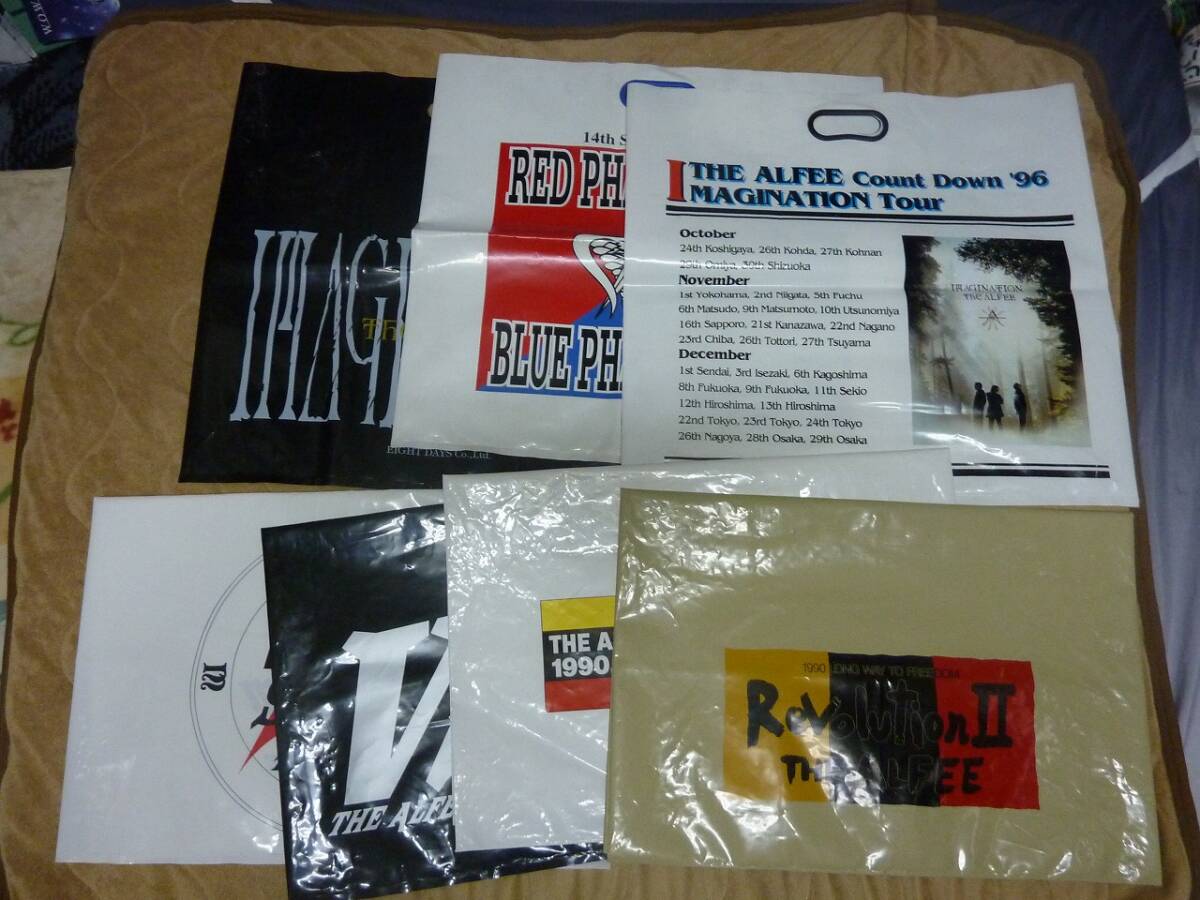 WOW
IMAGI
Th
EIGHT DAYS Co.,Ltd.
14th S
RED PH
BLUE PH
THE ALFEE Count Down '96
IMAGINATION Tour
October
24th Koshigaya, 26th Kohda, 27th Kohnan
29th Omiya, 30th Shizuoka
November
1st Yokohama, 2nd Niigata, 5th Fuchu
6th Matsudo, 9th Matsumoto, 10th Utsunomiya
16th Sapporo, 21st Kanazawa, 22nd Nagano
23rd Chiba, 26th Tottori, 27th Tsuyama
December
1st Sendai, 3rd Isezaki, 6th Kagoshima
8th Fukuoka, 9th Fukuoka, 11th Sekio
12th Hiroshima, 13th Hiroshima
22nd Tokyo, 23rd Tokyo, 24th Tokyo
26th Nagoya, 28th Osaka, 29th Osaka
IMAGINATION
THE ALFEE
THE ALFEE
THE A
1990
1990 LONG WAY TO FREEDOM
Revolution II
THE ALFEE